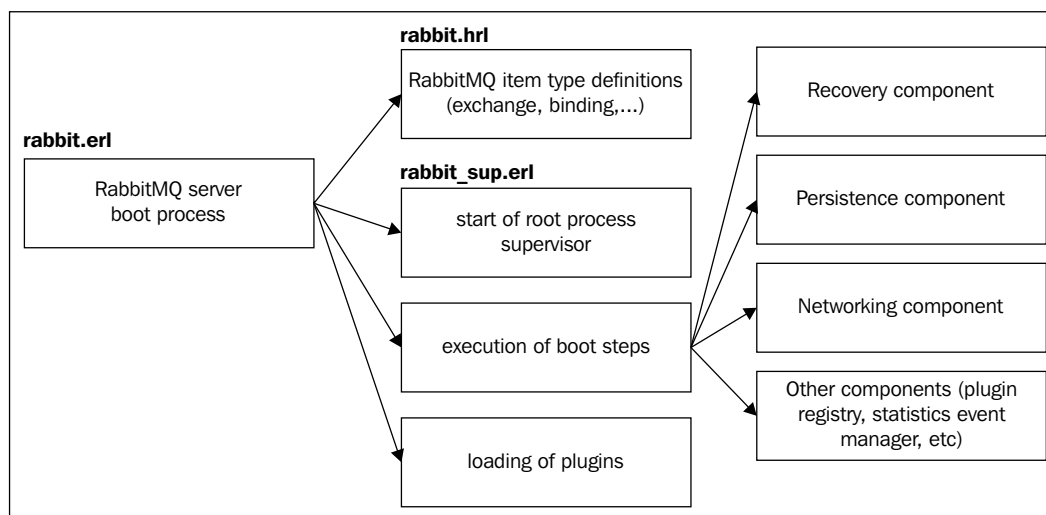 rabbit.erl
RabbitMQ server
boot process
rabbit.hrl
RabbitMQ item type definitions
(exchange, binding,...)
rabbit_sup.erl
start of root process
supervisor
execution of boot steps
loading of plugins
Recovery component
Persistence component
Networking component
Other components (plugin
registry, statistics event
manager, etc)